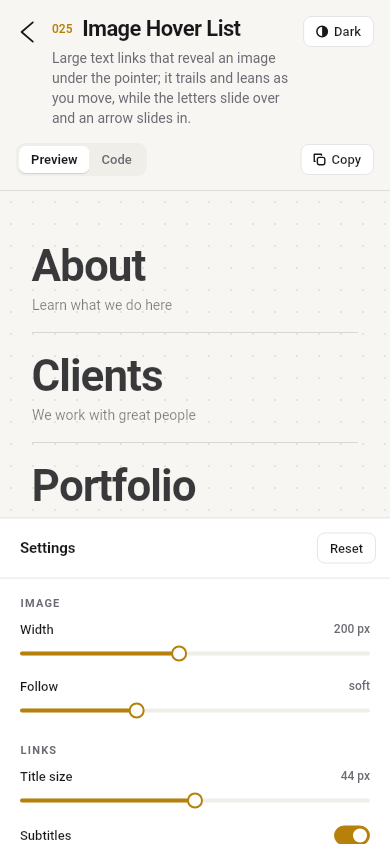 025 Image Hover List
Dark
Large text links that reveal an image
under the pointer; it trails and leans as
you move, while the letters slide over
and an arrow slides in.
Preview Code
Copy
About
Learn what we do here
Clients
We work with great people
Portfolio
Settings
Reset
IMAGE
Width 200 px
Follow soft
LINKS
Title size 44 px
Subtitles